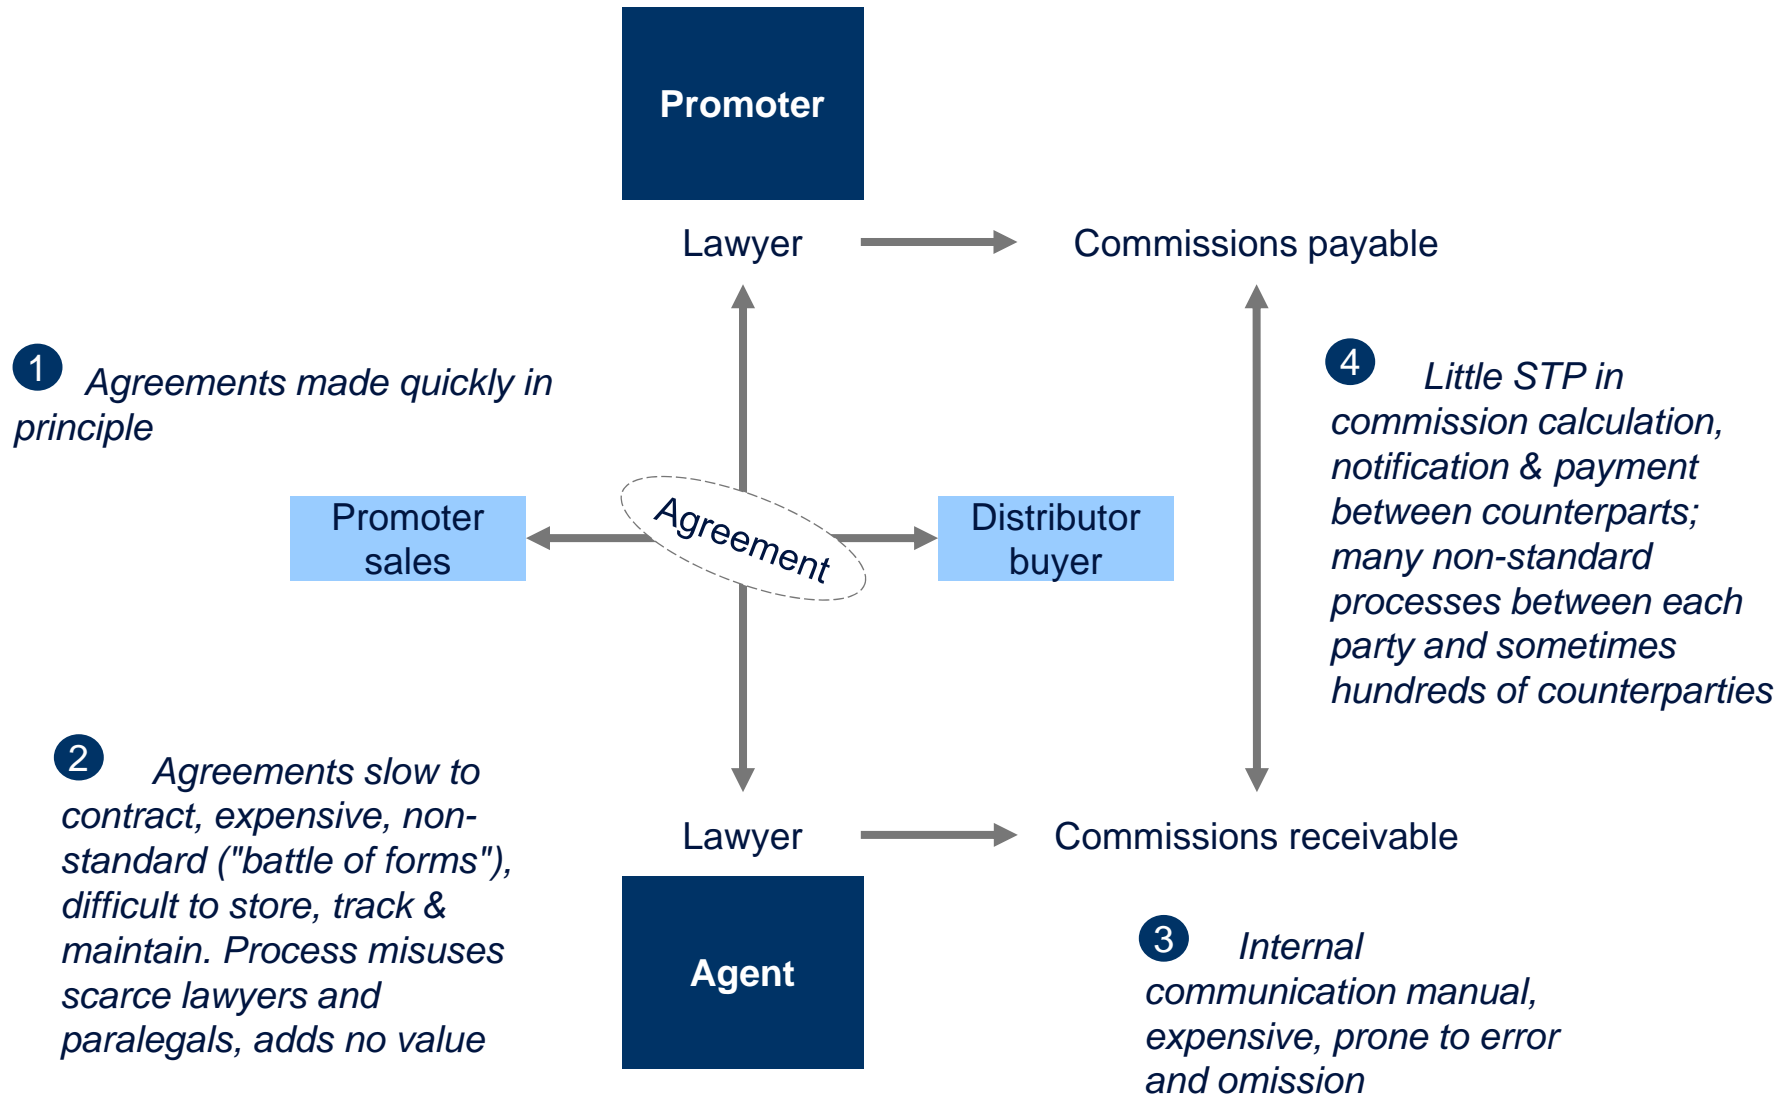 Promoter
Lawyer
Commissions payable
1
Agreements made quickly in
principle
4
Little STP in
commission calculation,
notification & payment
between counterparts;
many non-standard
processes between each
party and sometimes
hundreds of counterparties
Promoter
sales
Agreement
Distributor
buyer
2
Agreements slow to
contract, expensive, non-
standard ("battle of forms"),
difficult to store, track &
maintain. Process misuses
scarce lawyers and
paralegals, adds no value
Lawyer
Commissions receivable
Agent
3
Internal
communication manual,
expensive, prone to error
and omission